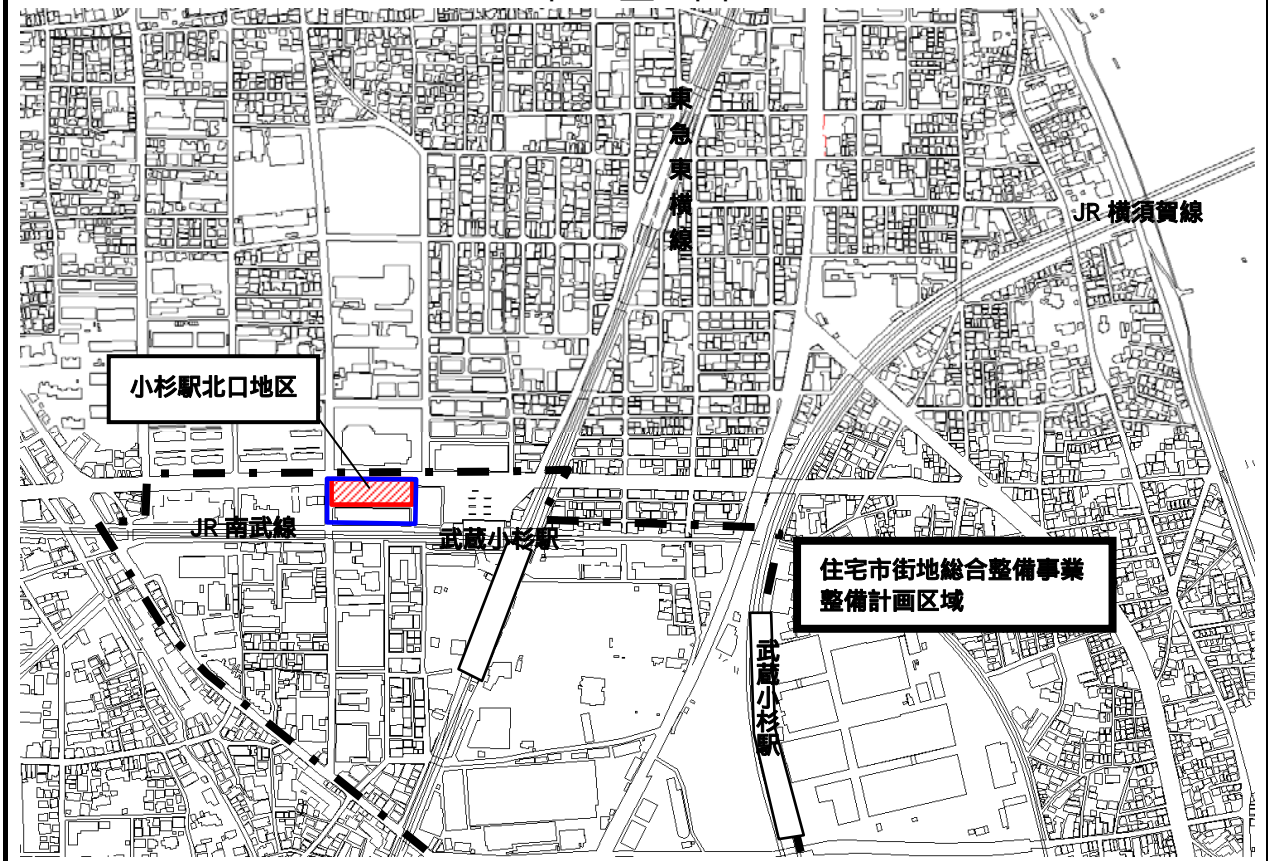 東急東横線
JR 横須賀線
小杉駅北口地区
JR 南武線
武蔵小杉駅
住宅市街地総合整備事業
整備計画区域
武蔵小杉駅